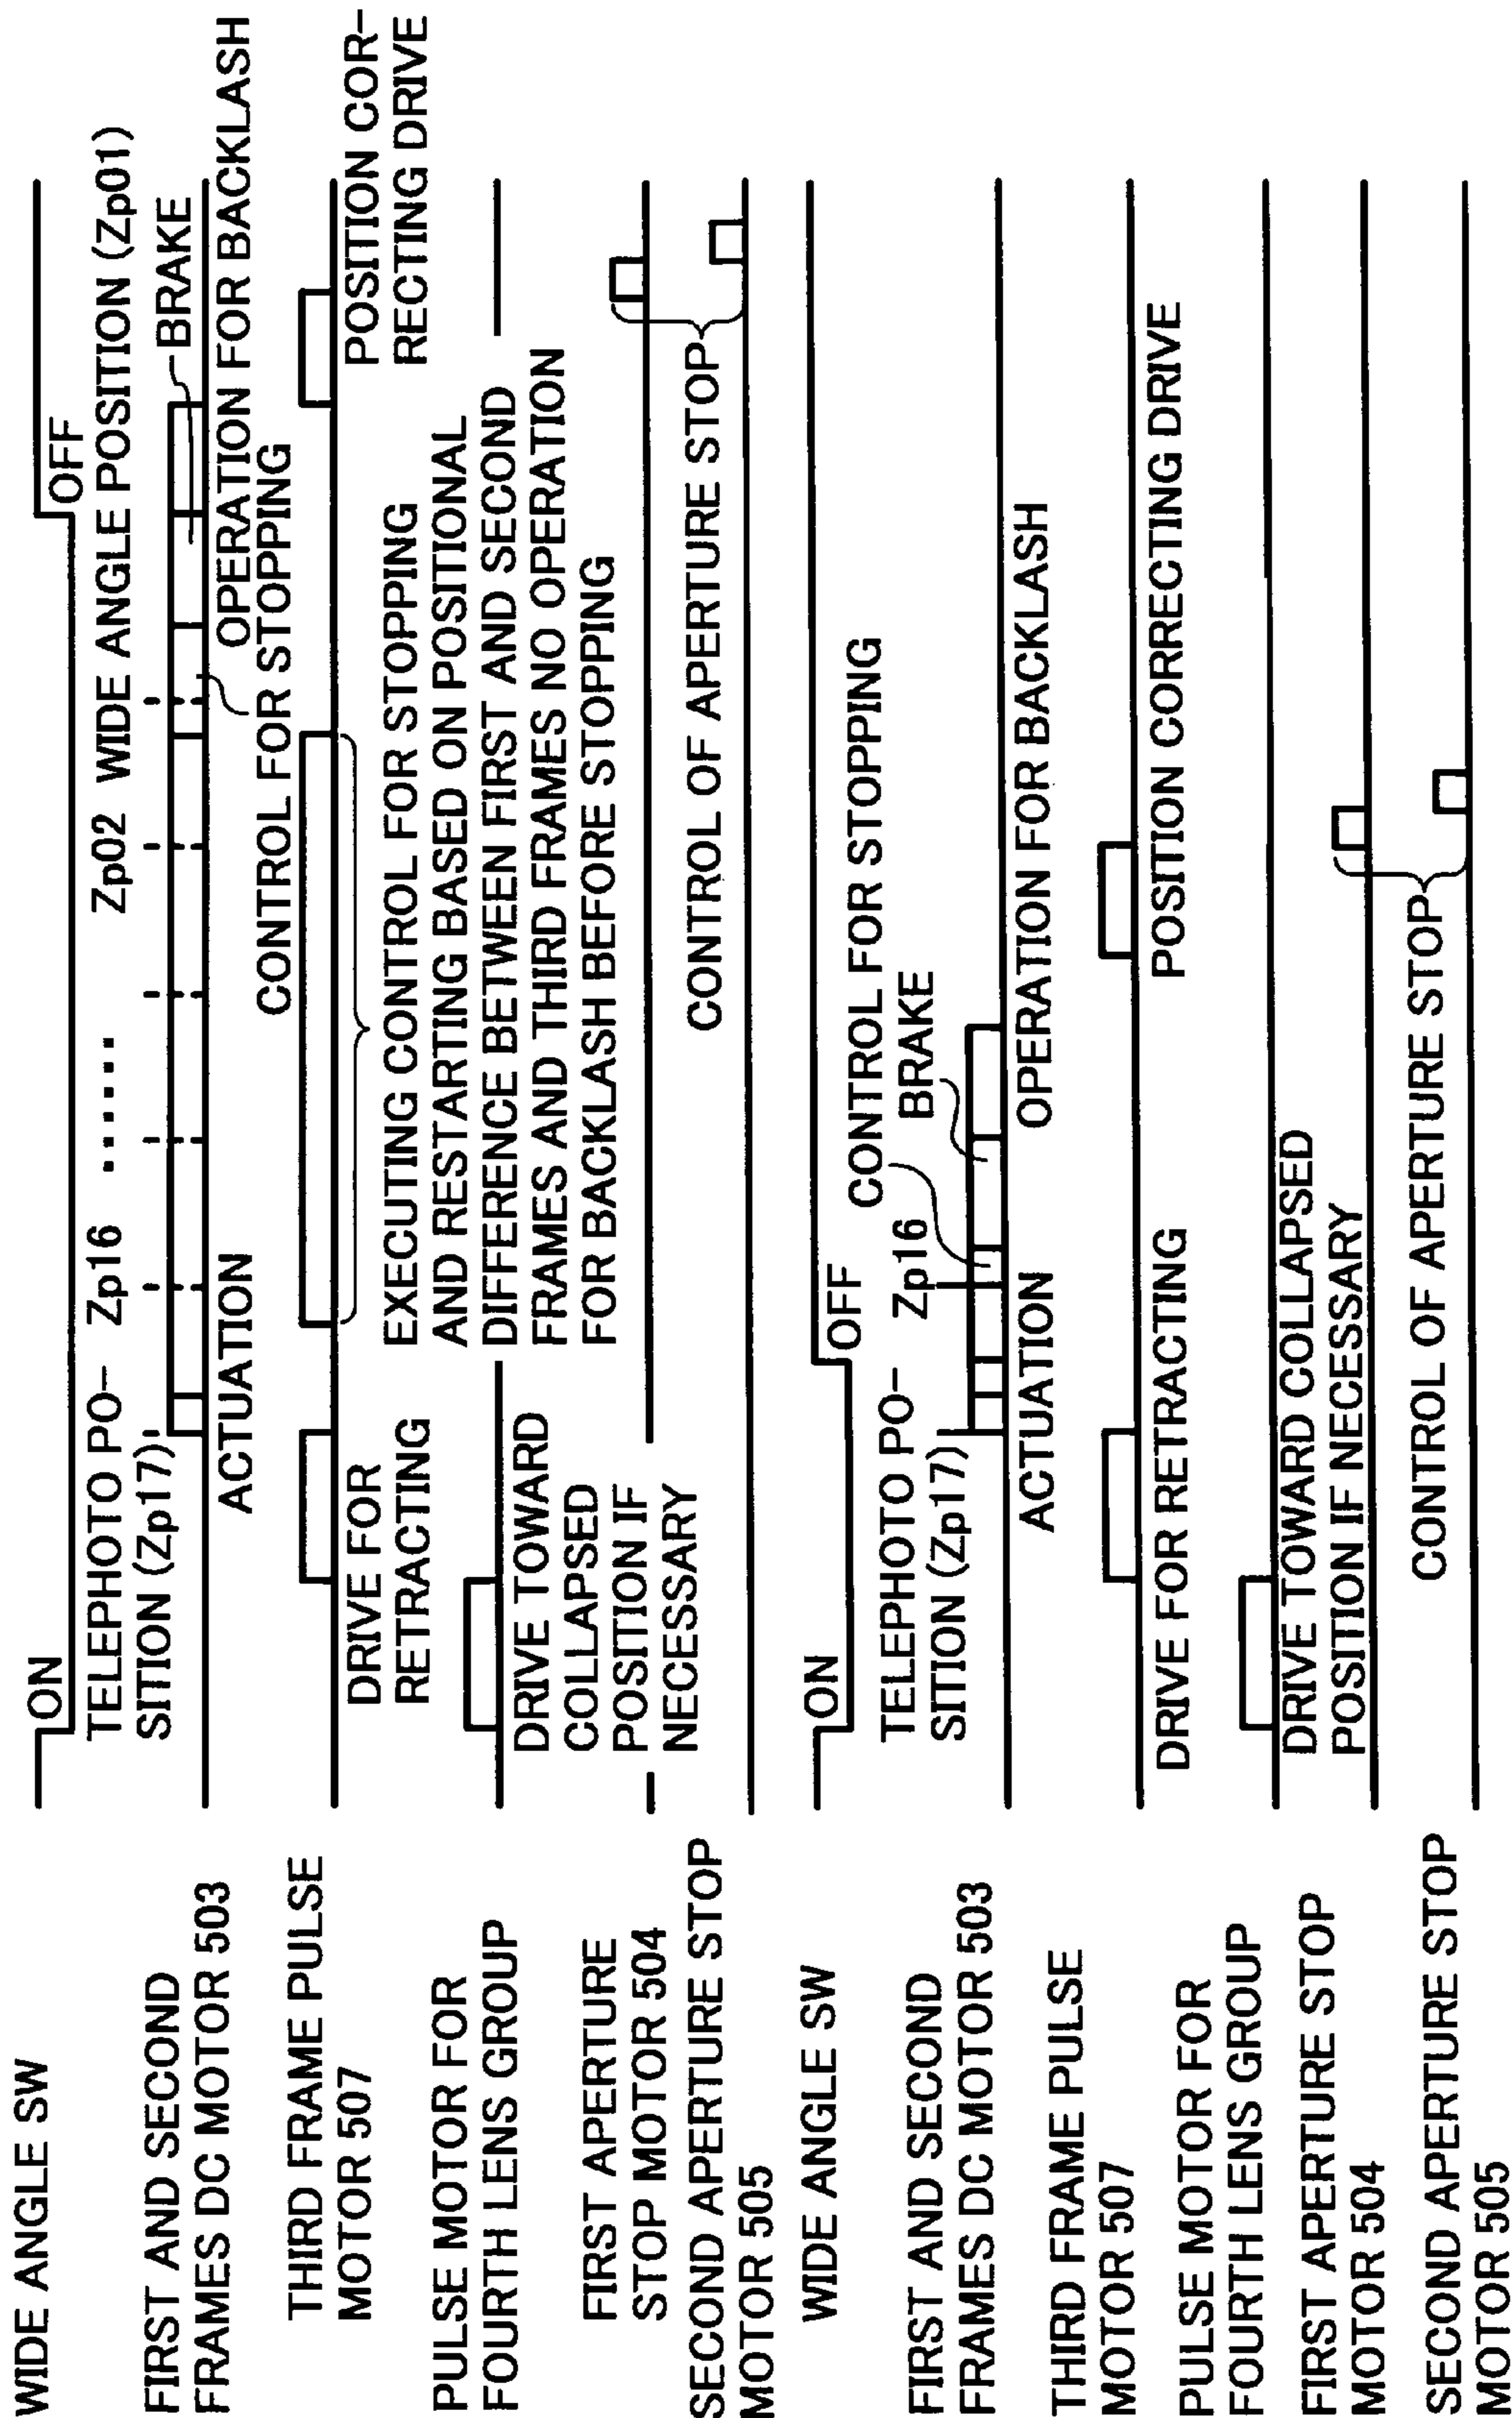 WIDE ANGLE SW
ON
OFF
FIRST AND SECOND
FRAMES DC MOTOR 503
TELEPHOTO PO-
SITION (Zp17)
Zp16
......
Zp02
WIDE ANGLE POSITION (Zp01)
BRAKE
ACTUATION
OPERATION FOR BACKLASH
CONTROL FOR STOPPING
THIRD FRAME PULSE
MOTOR 507
DRIVE FOR
RETRACTING
EXECUTING CONTROL FOR STOPPING
AND RESTARTING BASED ON POSITIONAL
DIFFERENCE BETWEEN FIRST AND SECOND
FRAMES AND THIRD FRAMES NO OPERATION
FOR BACKLASH BEFORE STOPPING
POSITION COR-
RECTING DRIVE
PULSE MOTOR FOR
FOURTH LENS GROUP
DRIVE TOWARD
COLLAPSED
POSITION IF
NECESSARY
FIRST APERTURE
STOP MOTOR 504
CONTROL OF APERTURE STOP
SECOND APERTURE STOP
MOTOR 505
WIDE ANGLE SW
ON
OFF
FIRST AND SECOND
FRAMES DC MOTOR 503
TELEPHOTO PO-
SITION (Zp17)
Zp16
CONTROL FOR STOPPING
BRAKE
ACTUATION
OPERATION FOR BACKLASH
THIRD FRAME PULSE
MOTOR 507
DRIVE FOR RETRACTING
POSITION CORRECTING DRIVE
PULSE MOTOR FOR
FOURTH LENS GROUP
DRIVE TOWARD COLLAPSED
POSITION IF NECESSARY
FIRST APERTURE STOP
MOTOR 504
CONTROL OF APERTURE STOP
SECOND APERTURE STOP
MOTOR 505